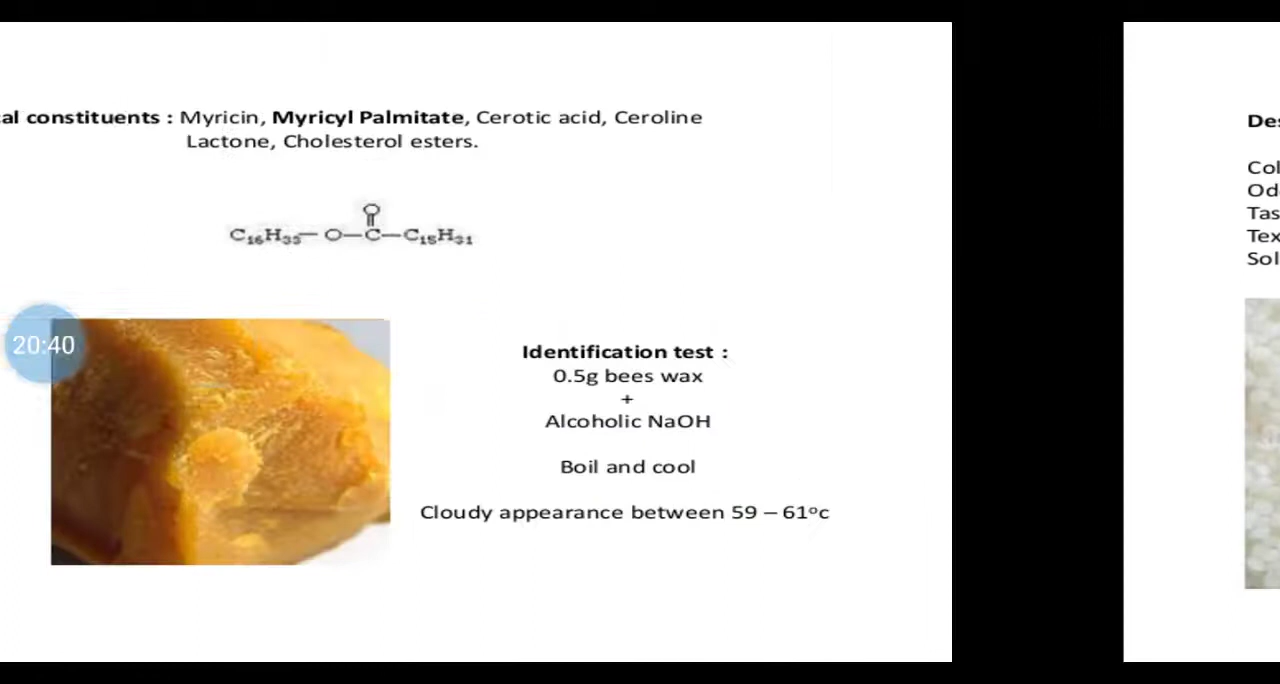 al constituents : Myricin, Myricyl Palmitate, Cerotic acid, Ceroline
Lactone, Cholesterol esters.
O
C₁₆H₃₃— O—C—C₁₅H₃₁
20:40
Identification test :
0.5g bees wax
+
Alcoholic NaOH
Boil and cool
Cloudy appearance between 59 – 61ºc
Des
Col
Od
Tas
Tex
Sol